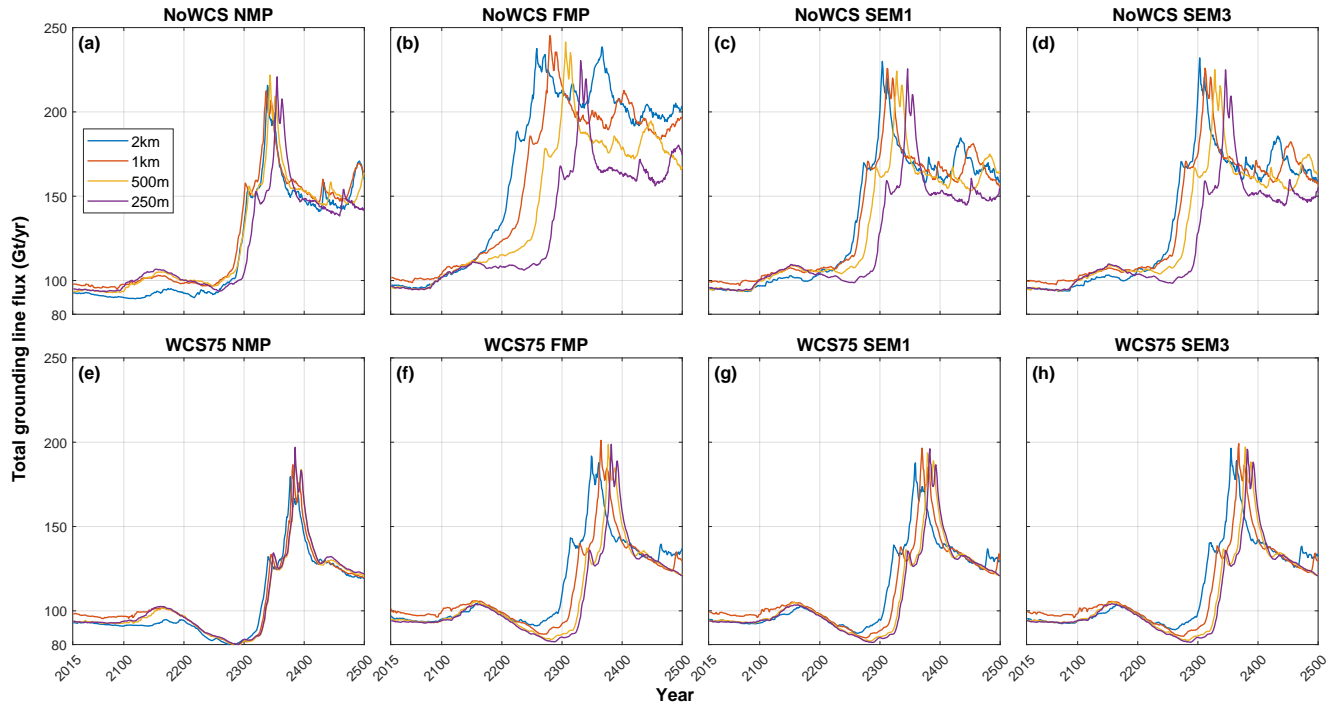 NoWCS NMP
NoWCS FMP
NoWCS SEM1
NoWCS SEM3
250
200
150
100
80
(a)
(b)
(c)
(d)
2km
1km
500m
250m
Total grounding line flux (Gt/yr)
WCS75 NMP
WCS75 FMP
WCS75 SEM1
WCS75 SEM3
250
200
150
100
80
(e)
(f)
(g)
(h)
2015 2100 2200 2300 2400 2500
2015 2100 2200 2300 2400 2500
2015 2100 2200 2300 2400 2500
2015 2100 2200 2300 2400 2500
Year